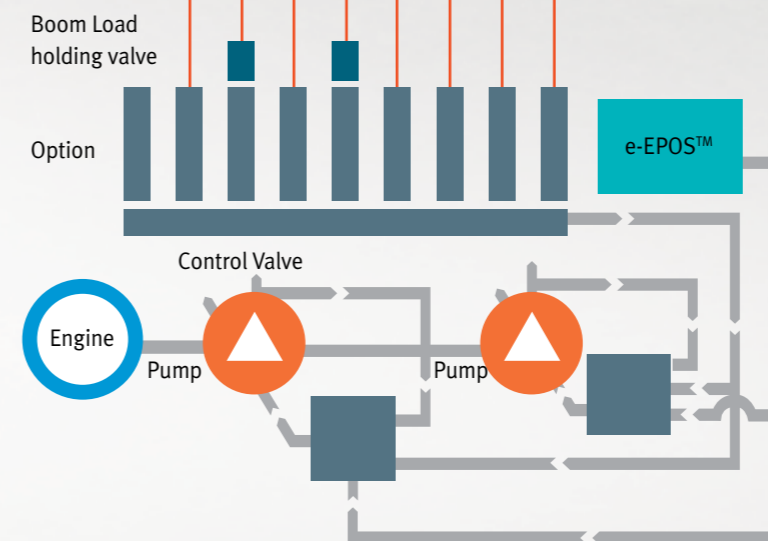 Boom Load
holding valve
Option
e-EPOS™
Control Valve
Engine
Pump
Pump